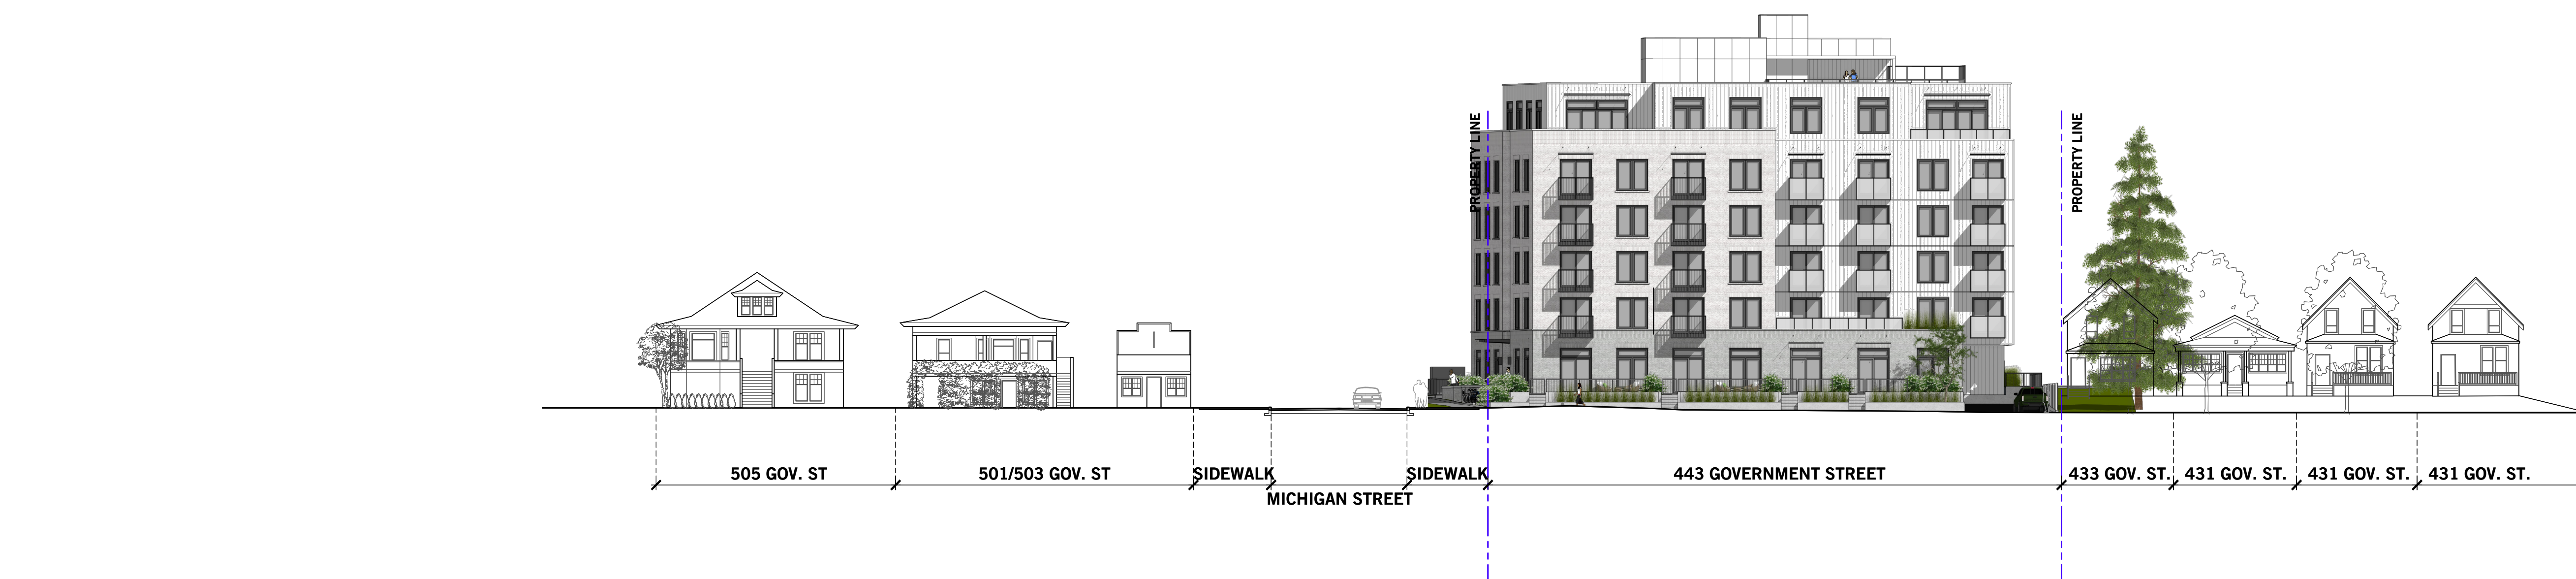 PROPERTY LINE
PROPERTY LINE
505 GOV. ST
501/503 GOV. ST
SIDEWALK
MICHIGAN STREET
SIDEWALK
443 GOVERNMENT STREET
433 GOV. ST.
431 GOV. ST.
431 GOV. ST.
431 GOV. ST.